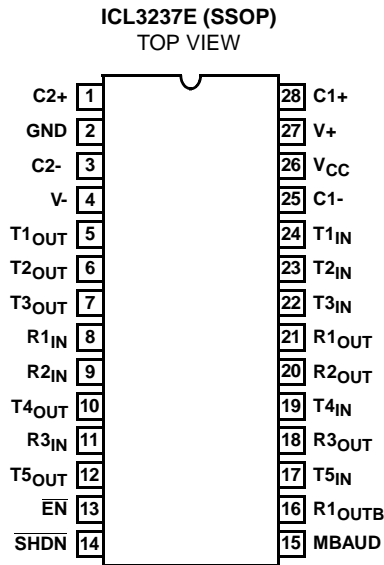 ICL3237E (SSOP)
TOP VIEW
C2+ 1 28 C1+
GND 2 27 V+
C2- 3 26 VCC
V- 4 25 C1-
T1OUT 5 24 T1IN
T2OUT 6 23 T2IN
T3OUT 7 22 T3IN
R1IN 8 21 R1OUT
R2IN 9 20 R2OUT
T4OUT 10 19 T4IN
R3IN 11 18 R3OUT
T5OUT 12 17 T5IN
EN 13 16 R1OUTB
SHDN 14 15 MBAUD